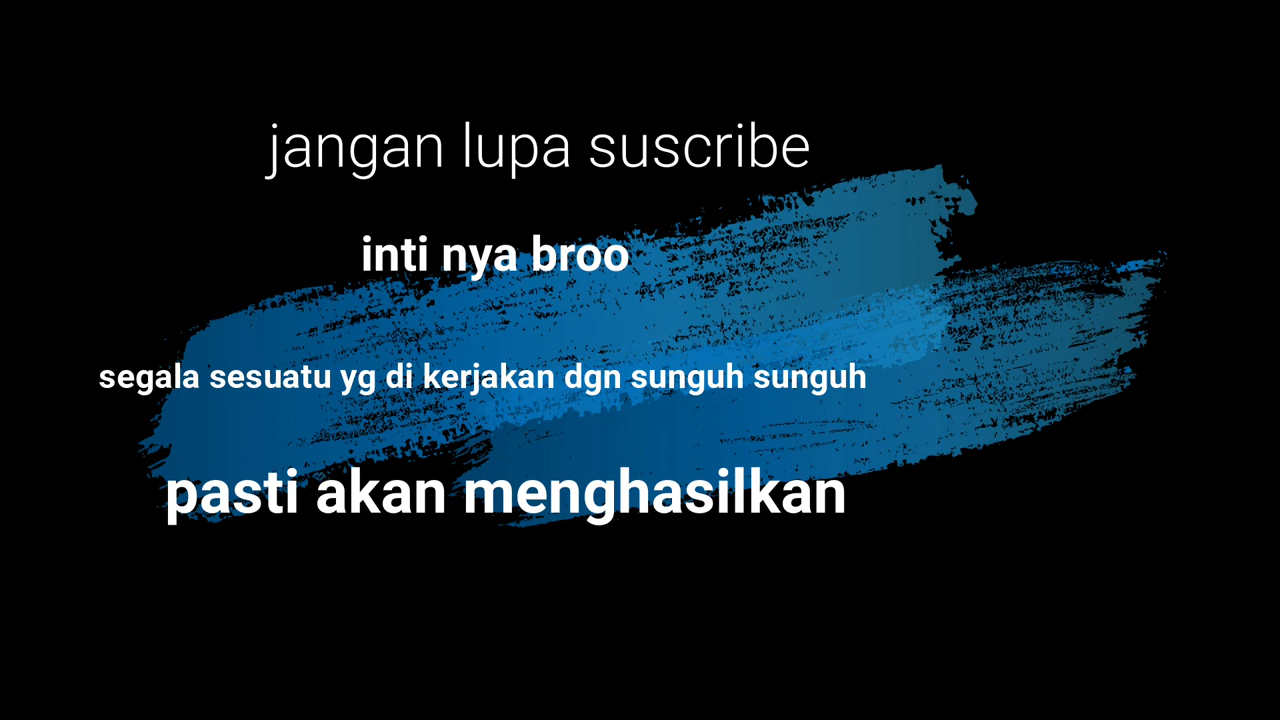 jangan lupa suscribe
inti nya broo
segala sesuatu yg di kerjakan dgn sunguh sunguh
pasti akan menghasilkan